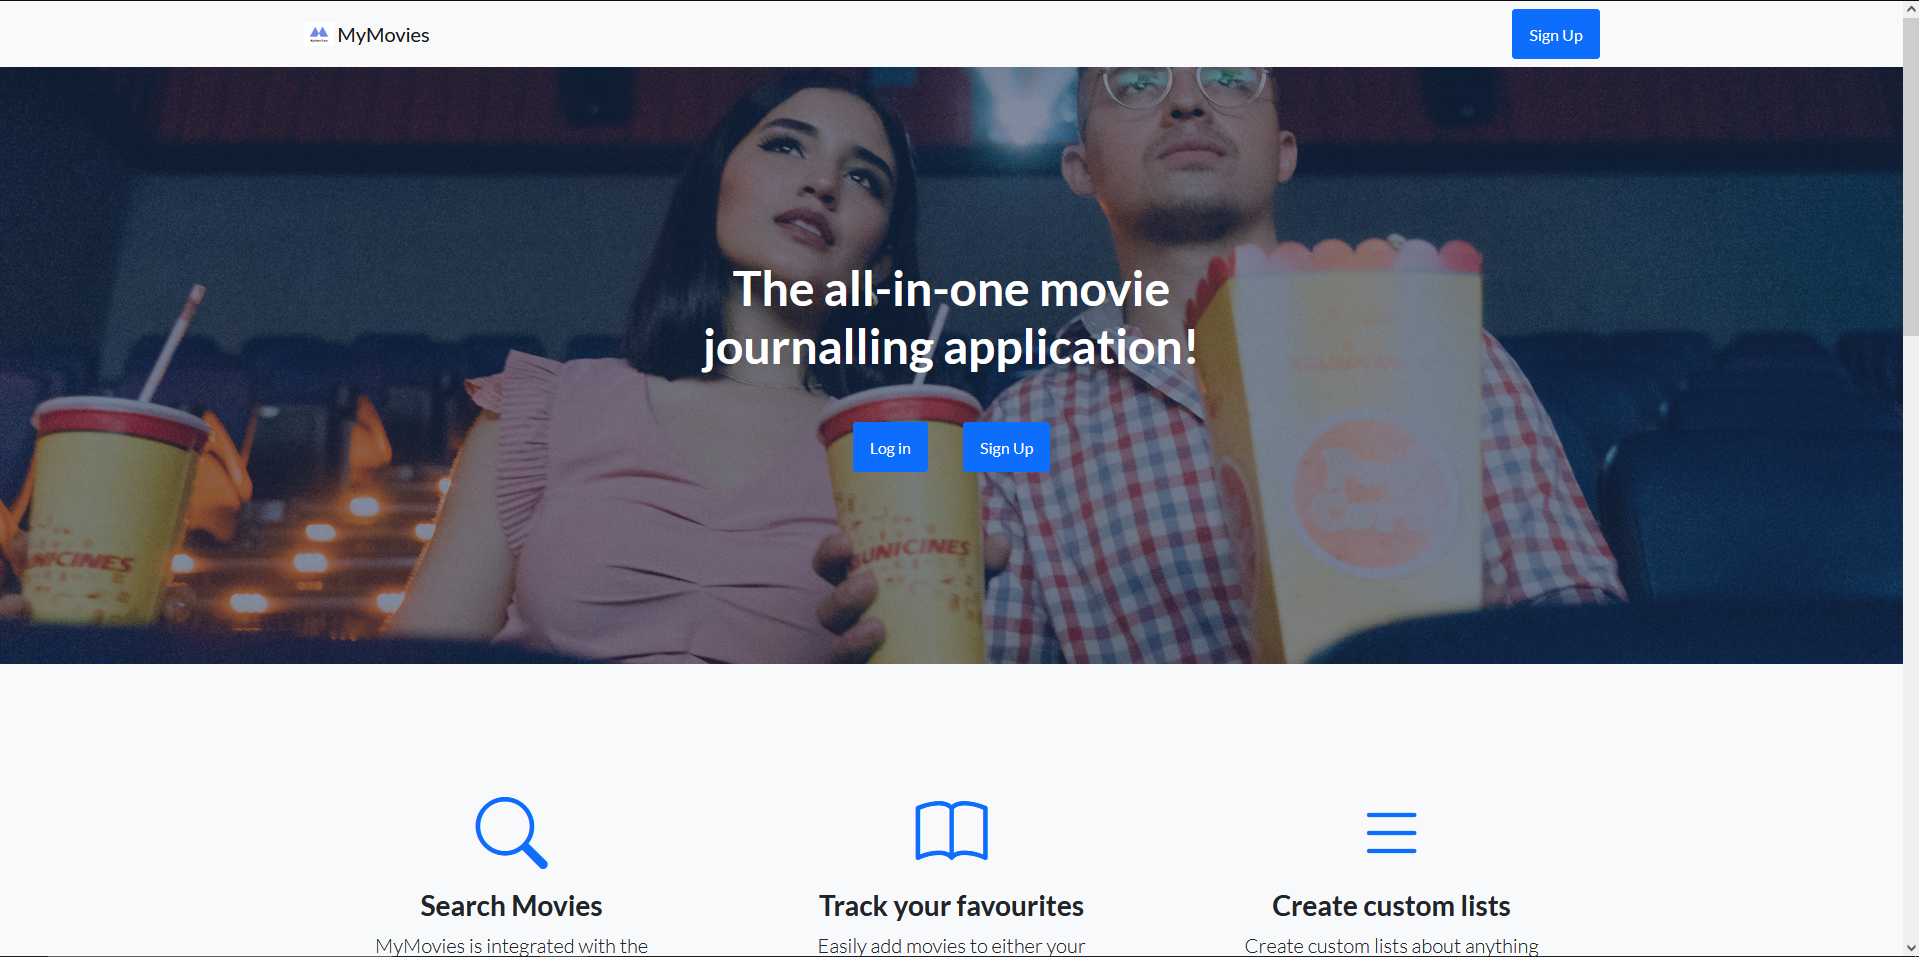 MyMovies
Sign Up
The all-in-one movie
journalling application!
Log in
Sign Up
UNICINES
UNICINES
Search Movies
MyMovies is integrated with the
Track your favourites
Easily add movies to either your
Create custom lists
Create custom lists about anything